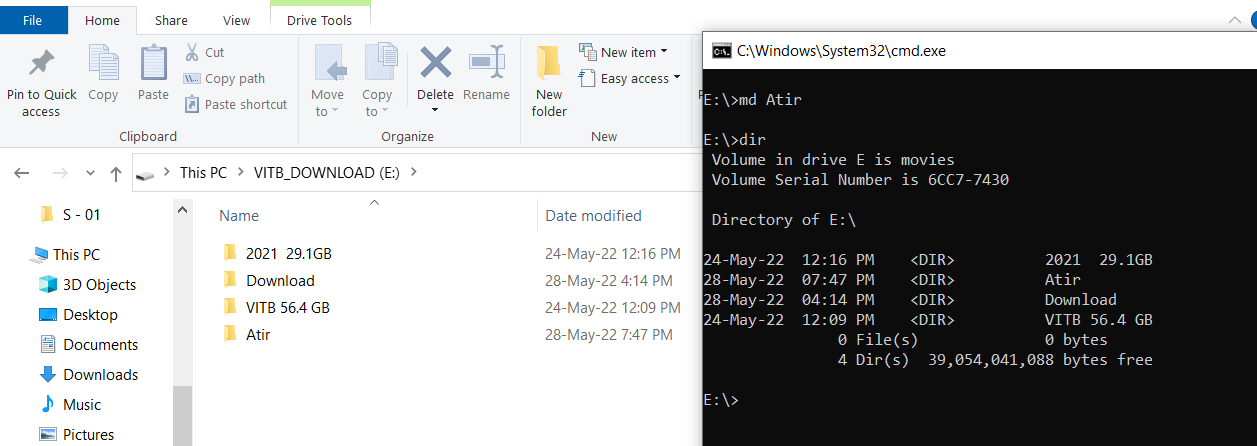 File Home Share View Drive Tools
Pin to Quick access
Copy
Paste
Cut
Copy path
Paste shortcut
Clipboard
Move to
Copy to
Delete
Rename
Organize
New folder
New item
Easy access
New
This PC > VITB_DOWNLOAD (E:) >
S - 01
This PC
3D Objects
Desktop
Documents
Downloads
Music
Pictures
Name Date modified
2021  29.1GB 24-May-22 12:16 PM
Download 28-May-22 4:14 PM
VITB 56.4 GB 24-May-22 12:09 PM
Atir 28-May-22 7:47 PM
C:\Windows\System32\cmd.exe
E:\>md Atir
E:\>dir
Volume in drive E is movies
Volume Serial Number is 6CC7-7430
Directory of E:\
24-May-22  12:16 PM    <DIR>          2021  29.1GB
28-May-22  07:47 PM    <DIR>          Atir
28-May-22  04:14 PM    <DIR>          Download
24-May-22  12:09 PM    <DIR>          VITB 56.4 GB
0 File(s)              0 bytes
4 Dir(s)  39,054,041,088 bytes free
E:\>